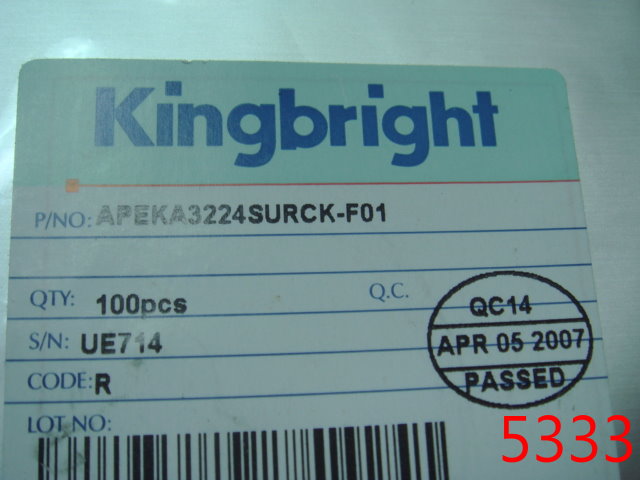 Kingbright
P/NO: APEKA3224SURCK-F01
QTY: 100pcs
Q.C.
QC14
APR 05 2007
PASSED
S/N: UE714
CODE: R
LOT NO:
5333